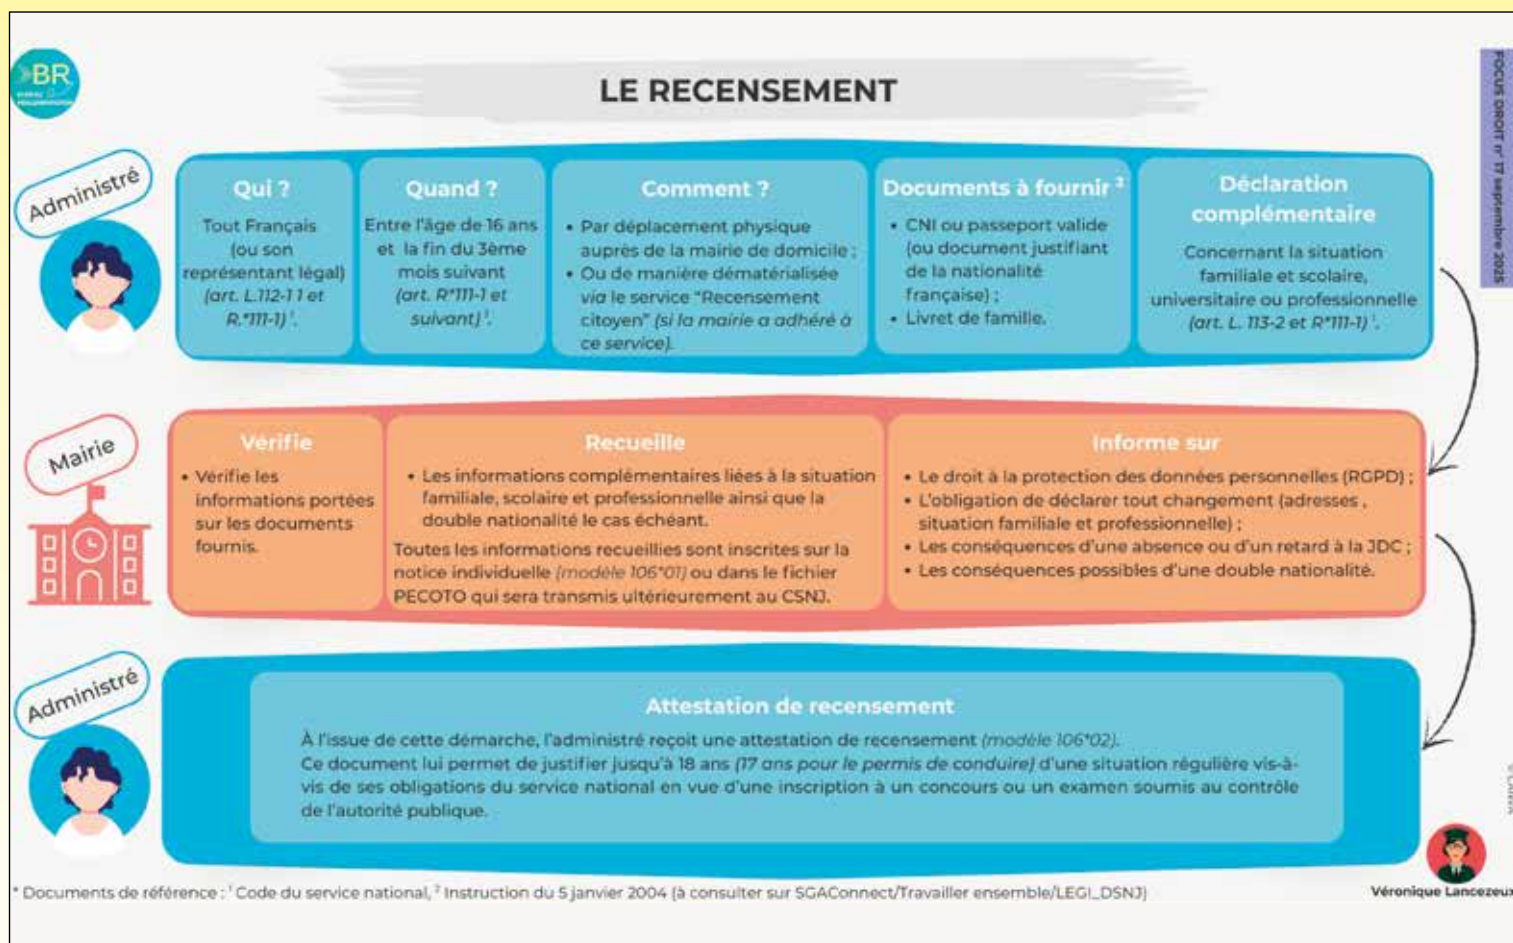 BR
LE RECENSEMENT
FOCUS DROIT n° 17 septembre 2025
Administré
Qui ?
Tout Français
(ou son
représentant légal)
(art. L.112-1 1 et
R.*111-1) ¹.
Quand ?
Entre l'âge de 16 ans
et la fin du 3ème
mois suivant
(art. R*111-1 et
suivant) ¹.
Comment ?
• Par déplacement physique
auprès de la mairie de domicile ;
• Ou de manière dématérialisée
via le service "Recensement
citoyen" (si la mairie a adhéré à
ce service).
Documents à fournir ²
• CNI ou passeport valide
(ou document justifiant
de la nationalité
française) ;
• Livret de famille.
Déclaration
complémentaire
Concernant la situation
familiale et scolaire,
universitaire ou professionnelle
(art. L. 113-2 et R*111-1) ¹.
Mairie
Vérifie
• Vérifie les
informations portées
sur les documents
fournis.
Recueille
• Les informations complémentaires liées à la situation
familiale, scolaire et professionnelle ainsi que la
double nationalité le cas échéant.
Toutes les informations recueillies sont inscrites sur la
notice individuelle (modèle 106*01) ou dans le fichier
PECOTO qui sera transmis ultérieurement au CSNJ.
Informe sur
• Le droit à la protection des données personnelles (RGPD) ;
• L'obligation de déclarer tout changement (adresses ,
situation familiale et professionnelle) ;
• Les conséquences d'une absence ou d'un retard à la JDC ;
• Les conséquences possibles d'une double nationalité.
Administré
Attestation de recensement
À l'issue de cette démarche, l'administré reçoit une attestation de recensement (modèle 106*02).
Ce document lui permet de justifier jusqu'à 18 ans (17 ans pour le permis de conduire) d'une situation régulière vis-à-
vis de ses obligations du service national en vue d'une inscription à un concours ou un examen soumis au contrôle
de l'autorité publique.
Véronique Lancezeux
* Documents de référence : ¹ Code du service national, ² Instruction du 5 janvier 2004 (à consulter sur SGAConnect/Travailler ensemble/LEGI_DSNJ)